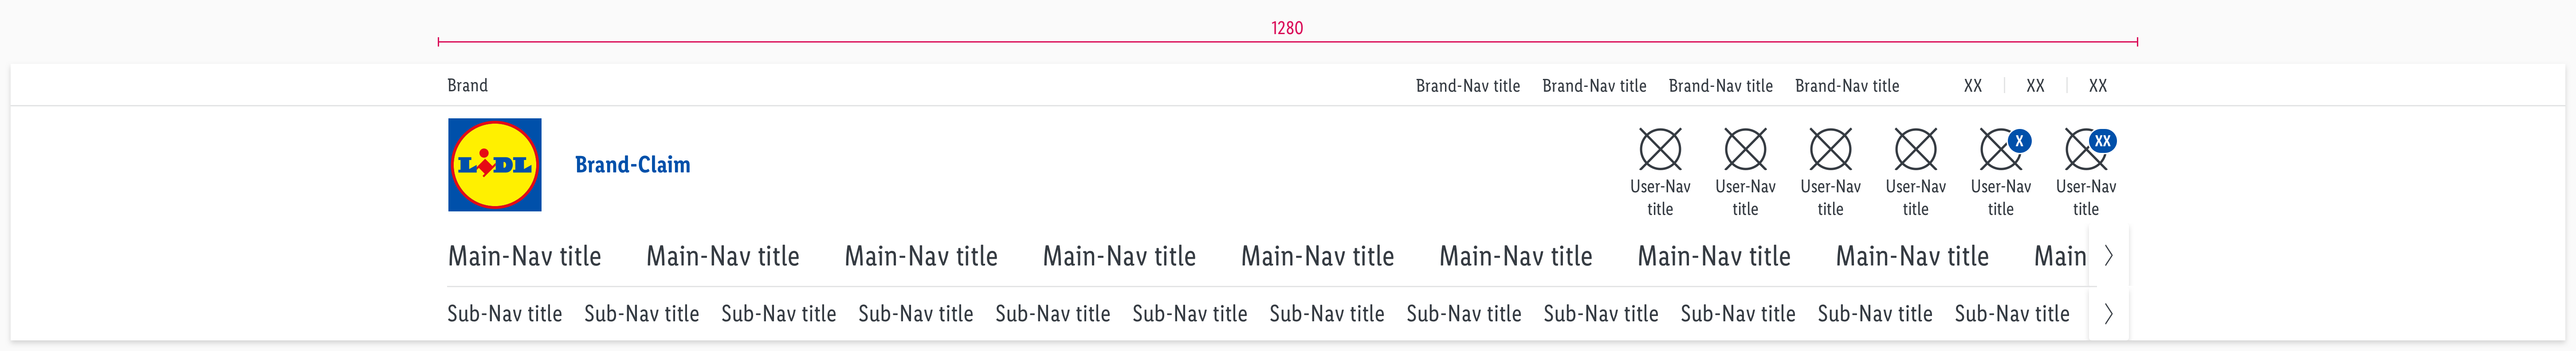 1280
Brand Brand-Nav title Brand-Nav title Brand-Nav title Brand-Nav title XX XX XX
LIDL Brand-Claim
X XX
User-Nav title User-Nav title User-Nav title User-Nav title User-Nav title User-Nav title
Main-Nav title Main-Nav title Main-Nav title Main-Nav title Main-Nav title Main-Nav title Main-Nav title Main-Nav title Main
Sub-Nav title Sub-Nav title Sub-Nav title Sub-Nav title Sub-Nav title Sub-Nav title Sub-Nav title Sub-Nav title Sub-Nav title Sub-Nav title Sub-Nav title Sub-Nav title